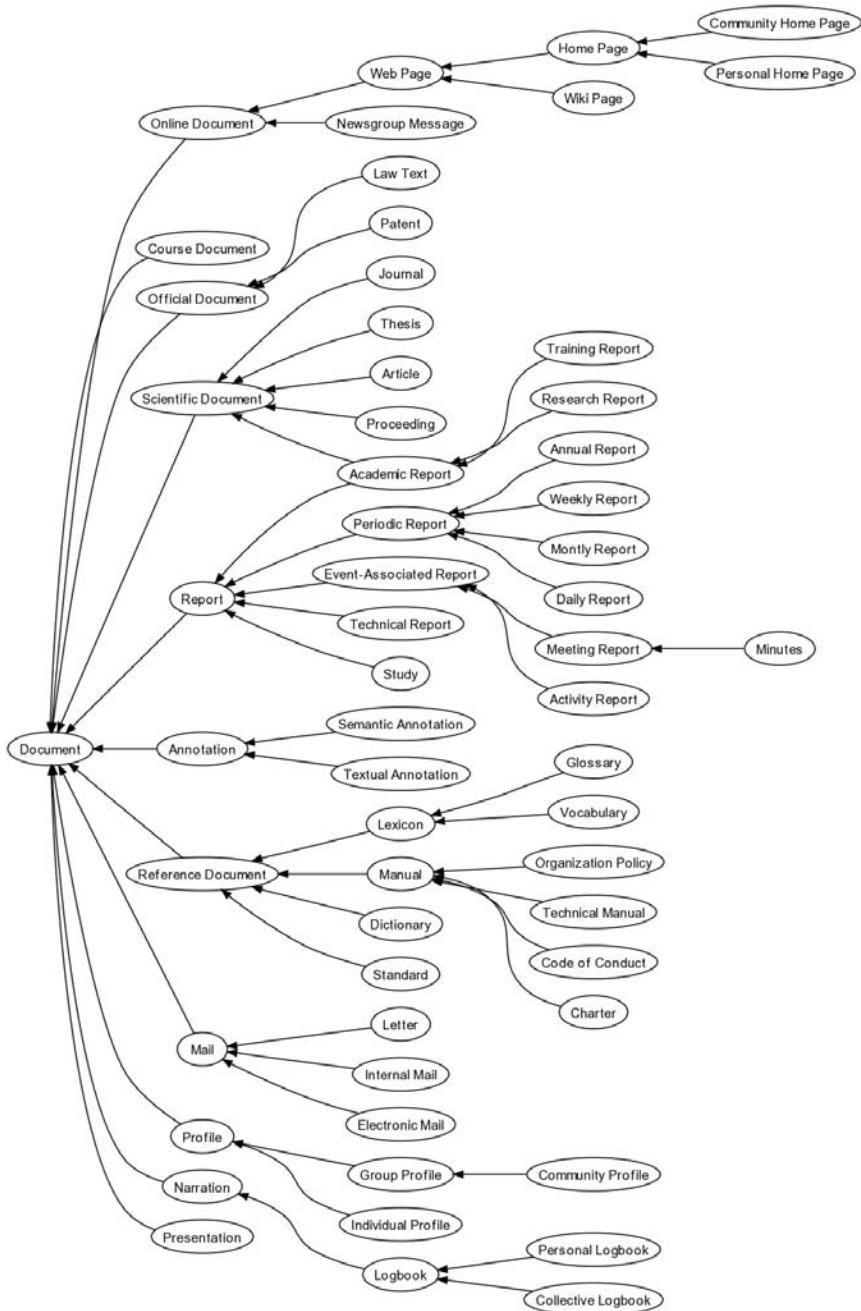 Community Home Page
Home Page
Web Page
Personal Home Page
Wiki Page
Online Document
Newsgroup Message
Law Text
Patent
Course Document
Journal
Official Document
Thesis
Training Report
Article
Scientific Document
Research Report
Proceeding
Annual Report
Academic Report
Weekly Report
Periodic Report
Montly Report
Event-Associated Report
Report
Daily Report
Technical Report
Meeting Report
Minutes
Study
Activity Report
Semantic Annotation
Document
Annotation
Glossary
Textual Annotation
Vocabulary
Lexicon
Organization Policy
Reference Document
Manual
Technical Manual
Dictionary
Code of Conduct
Standard
Charter
Letter
Mail
Internal Mail
Electronic Mail
Profile
Group Profile
Community Profile
Narration
Individual Profile
Presentation
Personal Logbook
Logbook
Collective Logbook